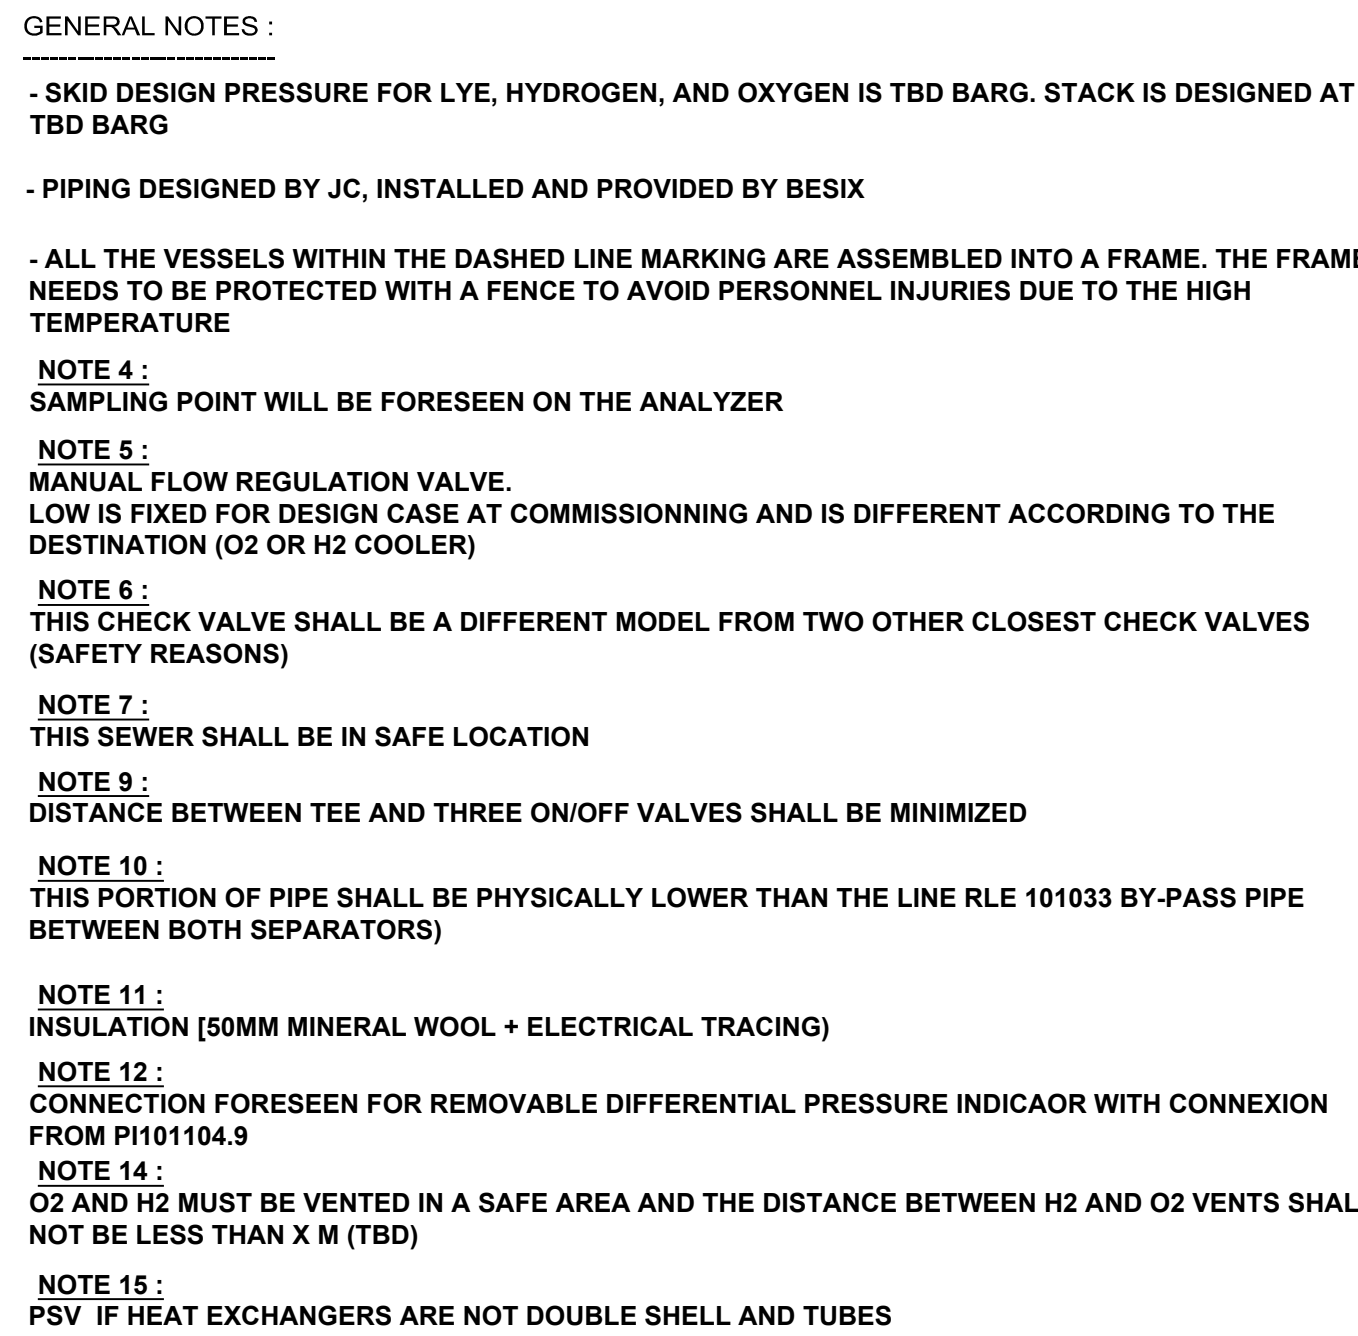 GENERAL NOTES :
----------------------------
- SKID DESIGN PRESSURE FOR LYE, HYDROGEN, AND OXYGEN IS TBD BARG. STACK IS DESIGNED AT
TBD BARG
- PIPING DESIGNED BY JC, INSTALLED AND PROVIDED BY BESIX
- ALL THE VESSELS WITHIN THE DASHED LINE MARKING ARE ASSEMBLED INTO A FRAME. THE FRAME
NEEDS TO BE PROTECTED WITH A FENCE TO AVOID PERSONNEL INJURIES DUE TO THE HIGH
TEMPERATURE
NOTE 4 :
SAMPLING POINT WILL BE FORESEEN ON THE ANALYZER
NOTE 5 :
MANUAL FLOW REGULATION VALVE.
LOW IS FIXED FOR DESIGN CASE AT COMMISSIONNING AND IS DIFFERENT ACCORDING TO THE
DESTINATION (O2 OR H2 COOLER)
NOTE 6 :
THIS CHECK VALVE SHALL BE A DIFFERENT MODEL FROM TWO OTHER CLOSEST CHECK VALVES
(SAFETY REASONS)
NOTE 7 :
THIS SEWER SHALL BE IN SAFE LOCATION
NOTE 9 :
DISTANCE BETWEEN TEE AND THREE ON/OFF VALVES SHALL BE MINIMIZED
NOTE 10 :
THIS PORTION OF PIPE SHALL BE PHYSICALLY LOWER THAN THE LINE RLE 101033 BY-PASS PIPE
BETWEEN BOTH SEPARATORS)
NOTE 11 :
INSULATION [50MM MINERAL WOOL + ELECTRICAL TRACING)
NOTE 12 :
CONNECTION FORESEEN FOR REMOVABLE DIFFERENTIAL PRESSURE INDICAOR WITH CONNEXION
FROM PI101104.9
NOTE 14 :
O2 AND H2 MUST BE VENTED IN A SAFE AREA AND THE DISTANCE BETWEEN H2 AND O2 VENTS SHAL
NOT BE LESS THAN X M (TBD)
NOTE 15 :
PSV IF HEAT EXCHANGERS ARE NOT DOUBLE SHELL AND TUBES